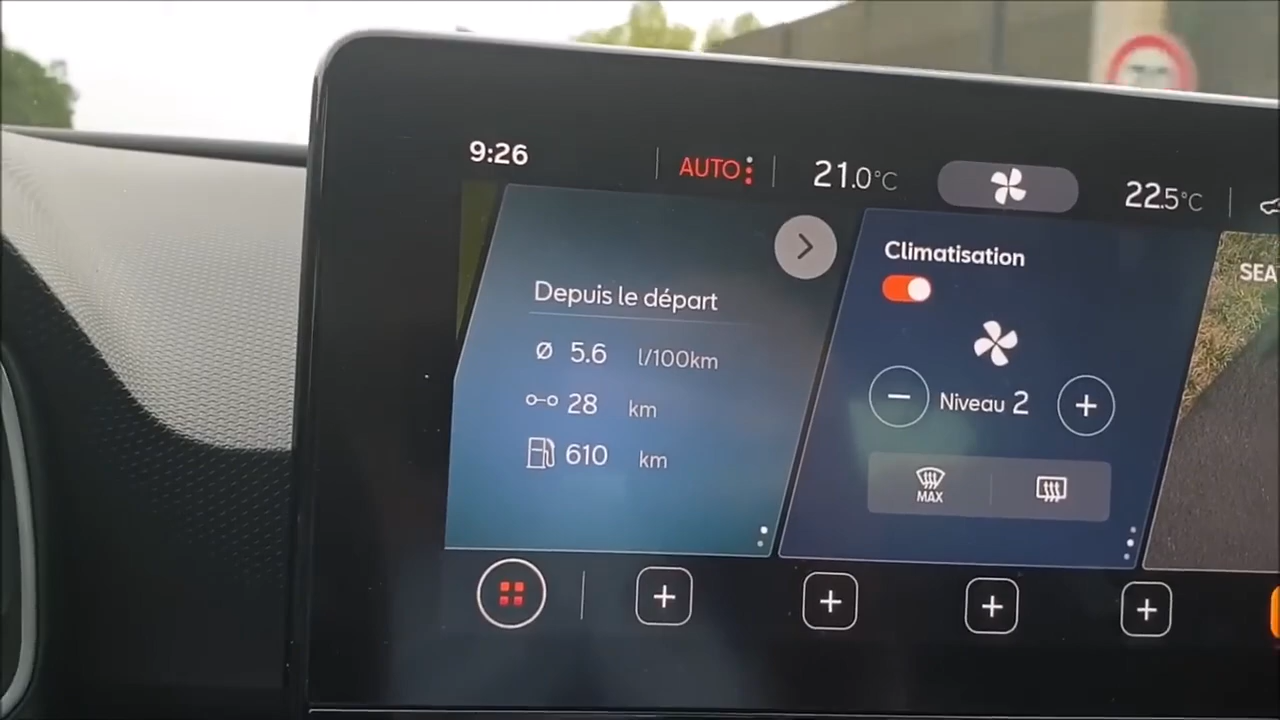 9:26
AUTO
21.0°C
22.5°C
Depuis le départ
Ø 5.6 l/100km
28 km
610 km
Climatisation
Niveau 2
MAX
SEA